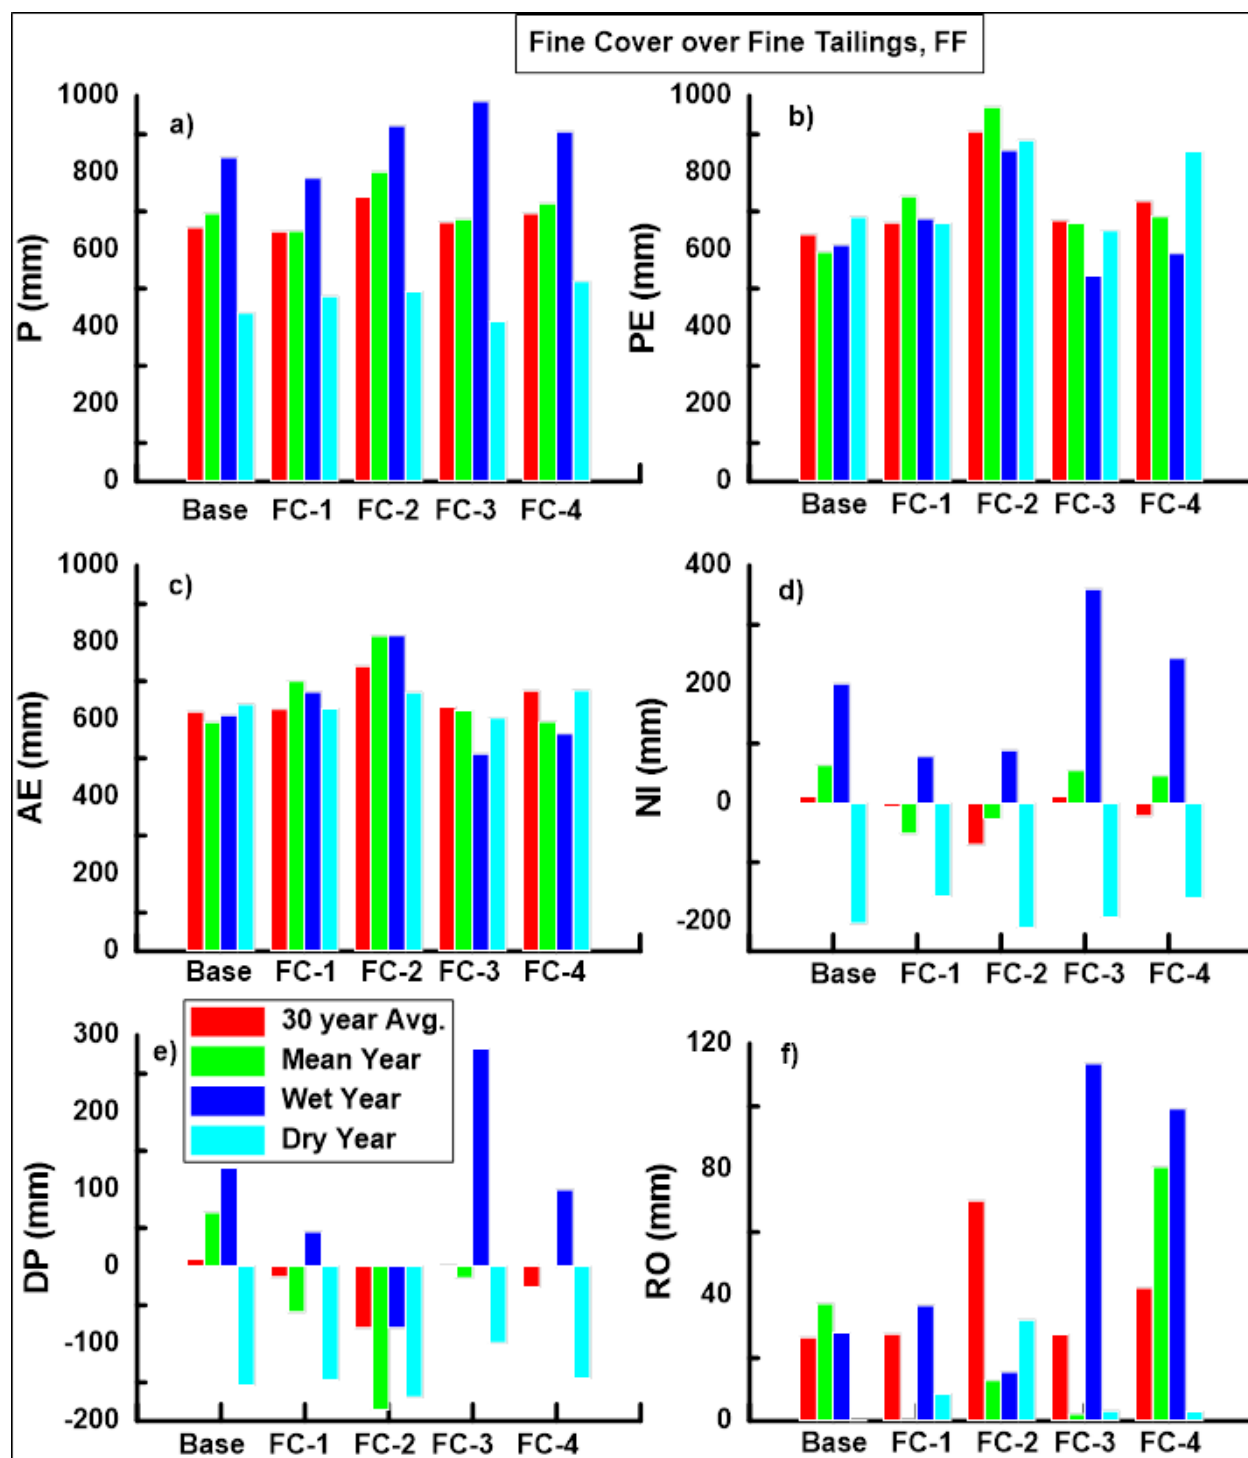 Fine Cover over Fine Tailings, FF
a)
P (mm)
1000
800
600
400
200
0
Base FC-1 FC-2 FC-3 FC-4
b)
PE (mm)
1000
800
600
400
200
0
Base FC-1 FC-2 FC-3 FC-4
c)
AE (mm)
1000
800
600
400
200
0
Base FC-1 FC-2 FC-3 FC-4
d)
NI (mm)
400
200
0
-200
Base FC-1 FC-2 FC-3 FC-4
e)
DP (mm)
300
200
100
0
-100
-200
Base FC-1 FC-2 FC-3 FC-4
30 year Avg.
Mean Year
Wet Year
Dry Year
f)
RO (mm)
120
80
40
0
Base FC-1 FC-2 FC-3 FC-4